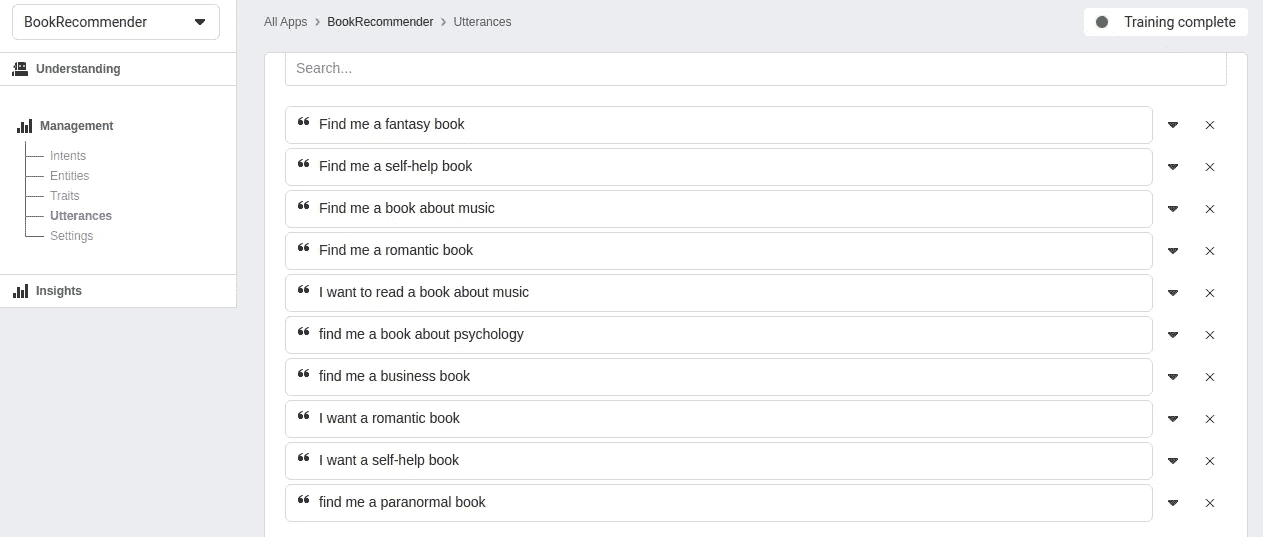 BookRecommender
All Apps › BookRecommender › Utterances
Training complete
Understanding
Management
Intents
Entities
Traits
Utterances
Settings
Insights
Search...
Find me a fantasy book
Find me a self-help book
Find me a book about music
Find me a romantic book
I want to read a book about music
find me a book about psychology
find me a business book
I want a romantic book
I want a self-help book
find me a paranormal book